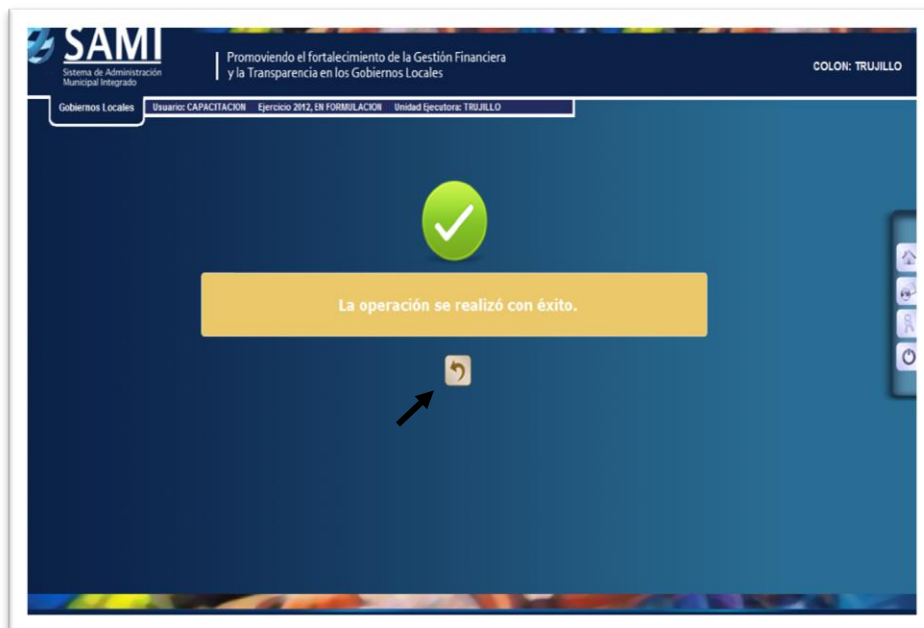 SAMI
Sistema de Administración
Municipal Integrado
Promoviendo el fortalecimiento de la Gestión Financiera
y la Transparencia en los Gobiernos Locales
COLON: TRUJILLO
Gobiernos Locales
Usuario: CAPACITACION Ejercicio 2012, EN FORMULACION Unidad Ejecutora: TRUJILLO
La operación se realizó con éxito.